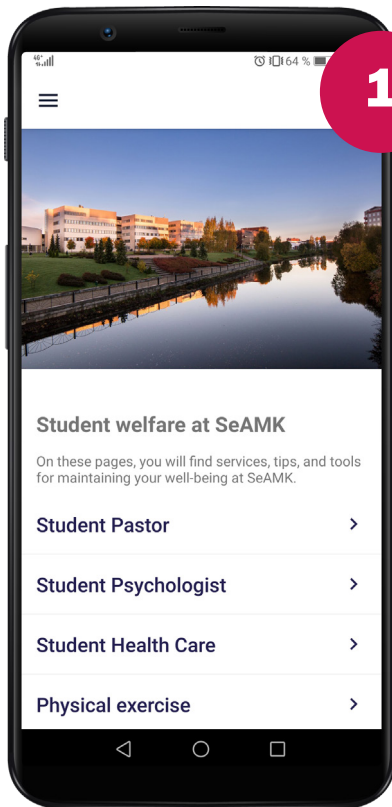 64 %
1
Student welfare at SeAMK
On these pages, you will find services, tips, and tools
for maintaining your well-being at SeAMK.
Student Pastor
Student Psychologist
Student Health Care
Physical exercise